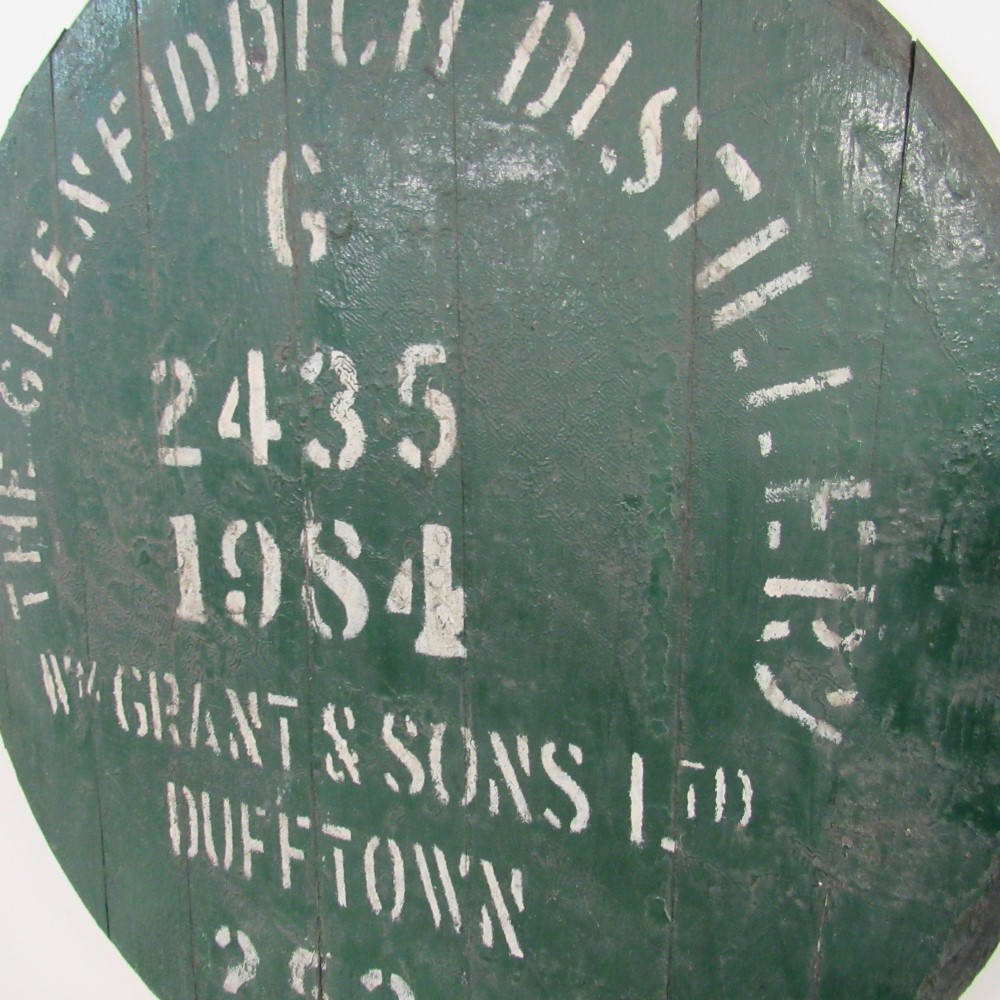 THE GLENFIDDICH DISTILLERY
G
2435
1984
WM GRANT & SONS LTD
DUFFTOWN